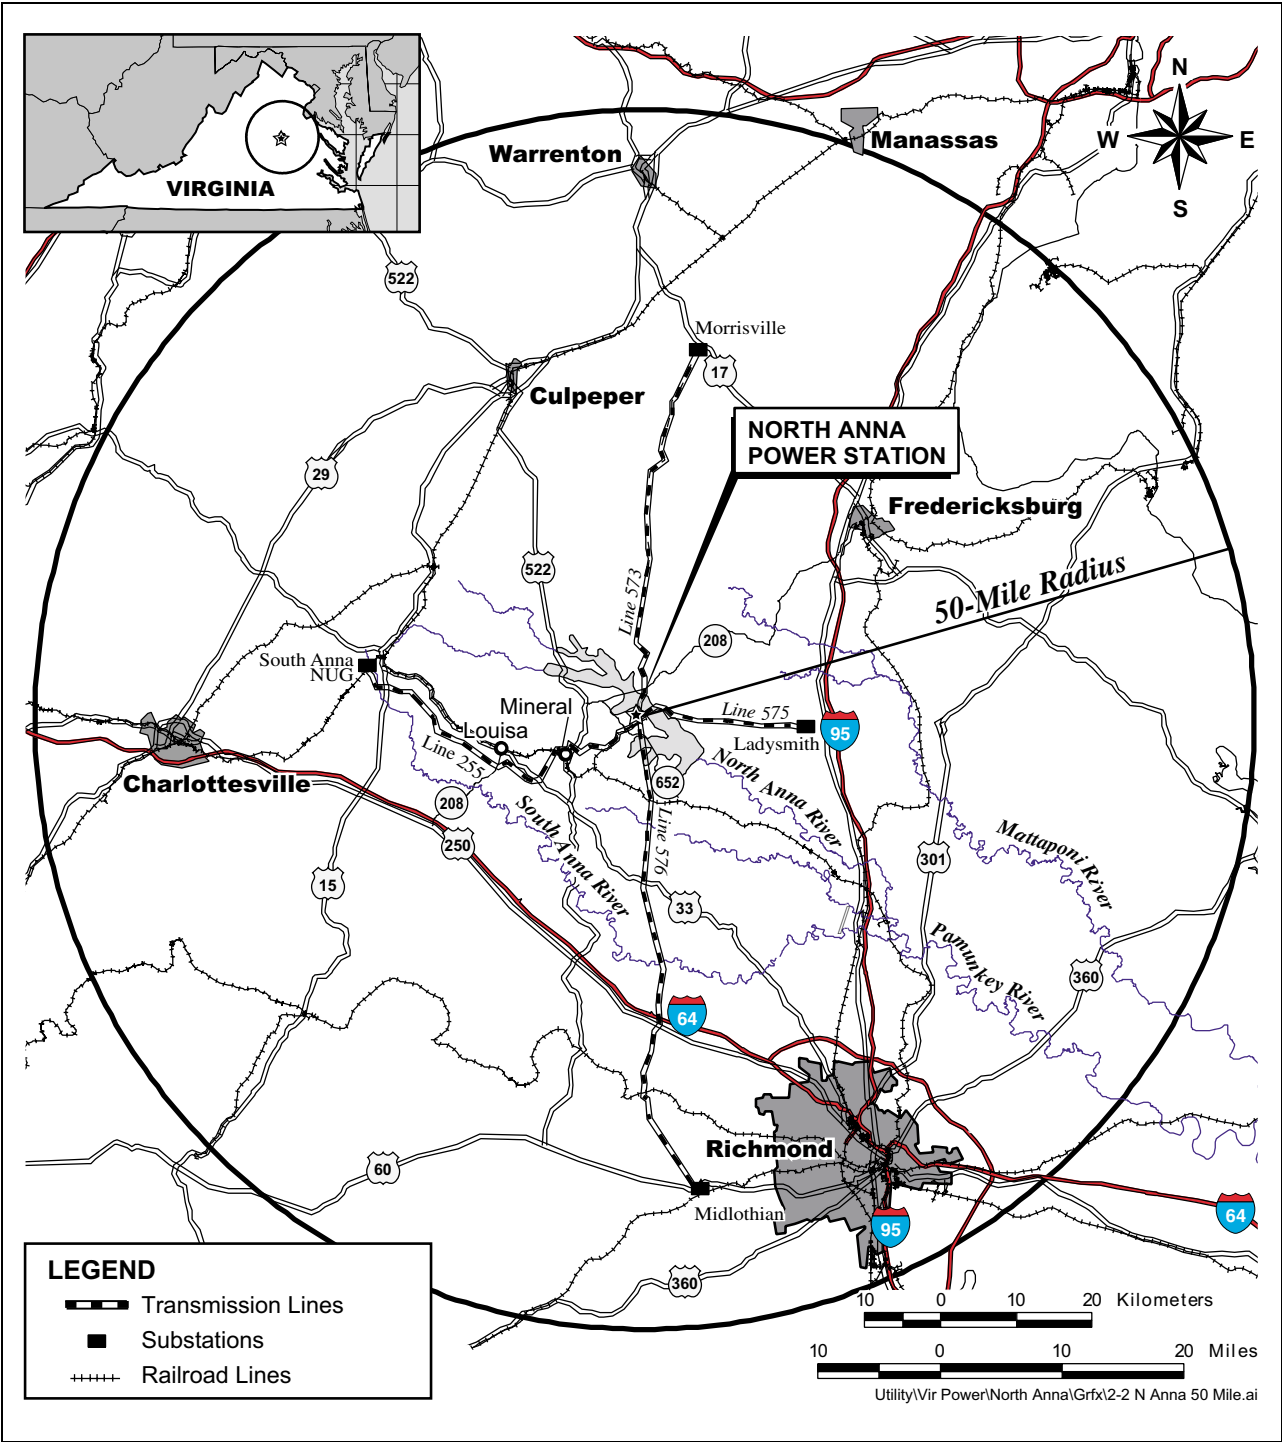 VIRGINIA
N
W
E
S
Manassas
Warrenton
522
Morrisville
17
Culpeper
29
NORTH ANNA
POWER STATION
Fredericksburg
522
Line 573
50-Mile Radius
208
South Anna
NUG
Mineral
Louisa
Line 575
Ladysmith
95
Line 255
Charlottesville
208
652
North Anna River
South Anna River
Line 576
250
Mattaponi River
301
15
33
Pamunkey River
360
64
Richmond
60
Midlothian
95
64
360
LEGEND
Transmission Lines
Substations
Railroad Lines
10 0 10 20 Kilometers
10 0 10 20 Miles
Utility\Vir Power\North Anna\Grfx\2-2 N Anna 50 Mile.ai